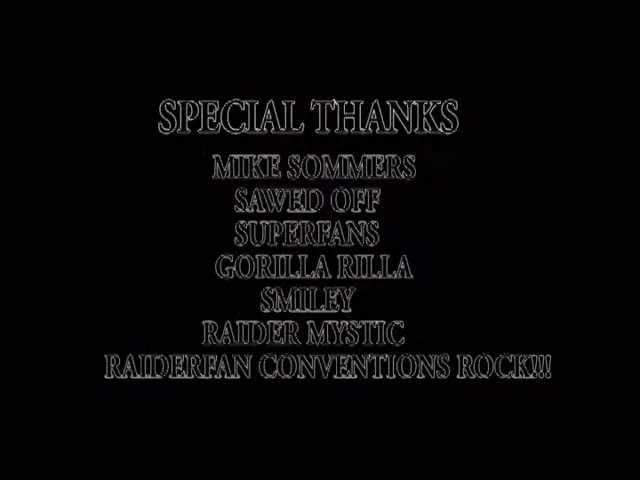 SPECIAL THANKS
MIKE SOMMERS
SAWED OFF
SUPERFANS
GORILLA RILLA
SMILEY
RAIDER MYSTIC
RAIDERFAN CONVENTIONS ROCK!!!